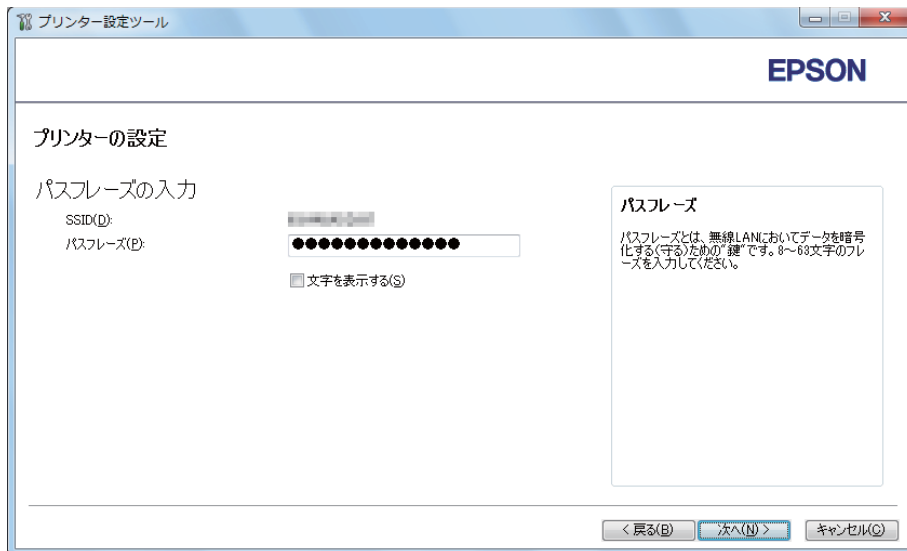 プリンター設定ツール
EPSON
プリンターの設定
パスフレーズの入力
SSID(D):
パスフレーズ(P):
●●●●●●●●●●●●●
文字を表示する(S)
パスフレーズ
パスフレーズとは、無線LANにおいてデータを暗号
化する(守る)ための"鍵"です。8～63文字のフレ
ーズを入力してください。
< 戻る(B)
次へ(N) >
キャンセル(C)